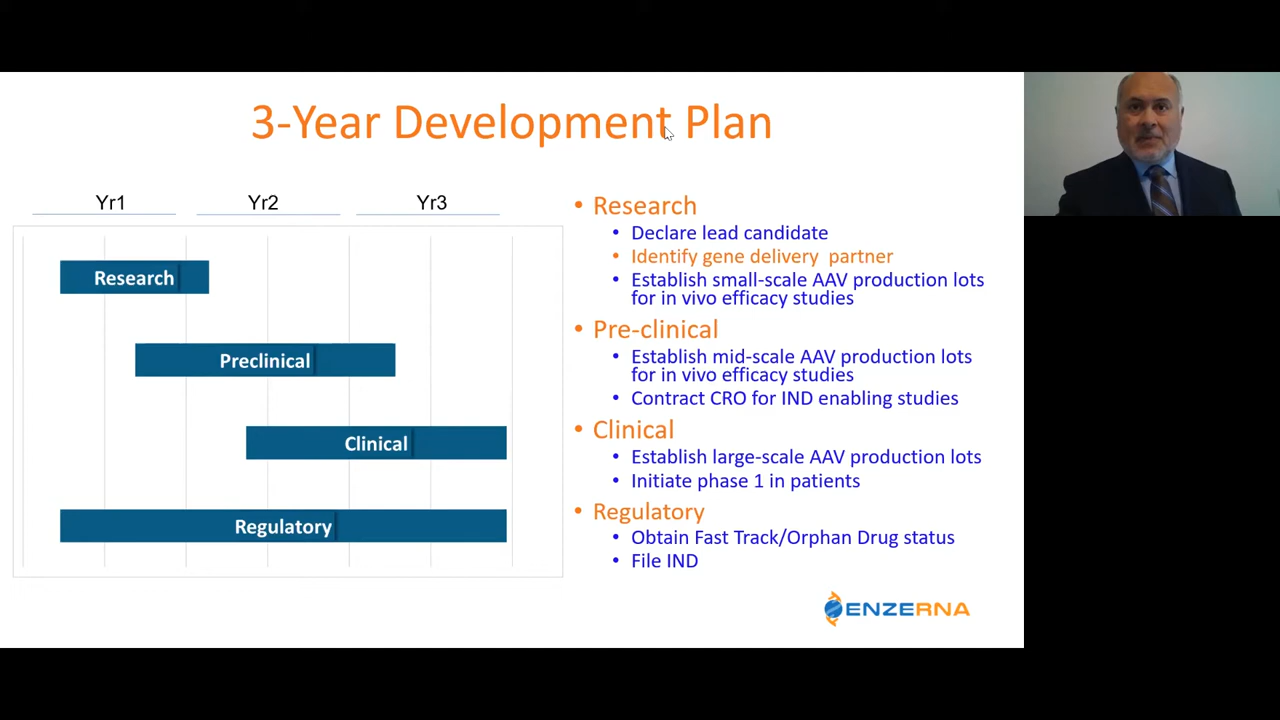 3-Year Development Plan
Yr1 Yr2 Yr3
Research
Preclinical
Clinical
Regulatory
• Research
• Declare lead candidate
• Identify gene delivery partner
• Establish small-scale AAV production lots
for in vivo efficacy studies
• Pre-clinical
• Establish mid-scale AAV production lots
for in vivo efficacy studies
• Contract CRO for IND enabling studies
• Clinical
• Establish large-scale AAV production lots
• Initiate phase 1 in patients
• Regulatory
• Obtain Fast Track/Orphan Drug status
• File IND
ENZERNA